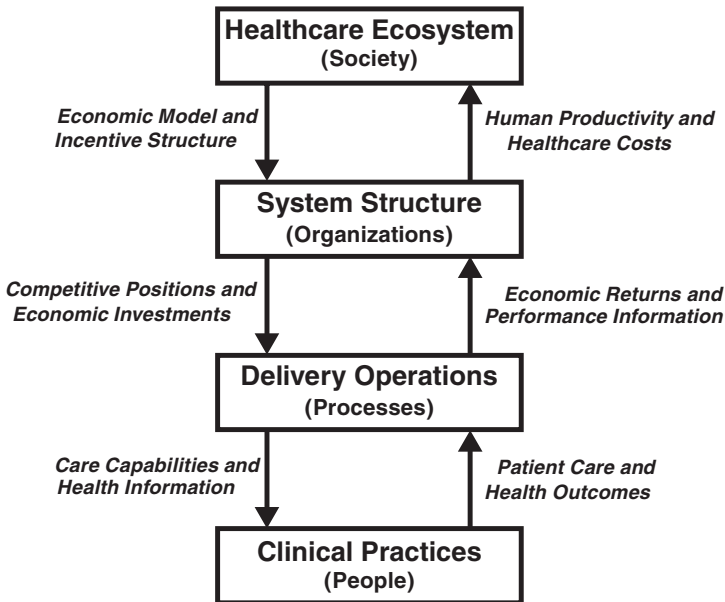 Healthcare Ecosystem
(Society)
Economic Model and
Incentive Structure
Human Productivity and
Healthcare Costs
System Structure
(Organizations)
Competitive Positions and
Economic Investments
Economic Returns and
Performance Information
Delivery Operations
(Processes)
Care Capabilities and
Health Information
Patient Care and
Health Outcomes
Clinical Practices
(People)